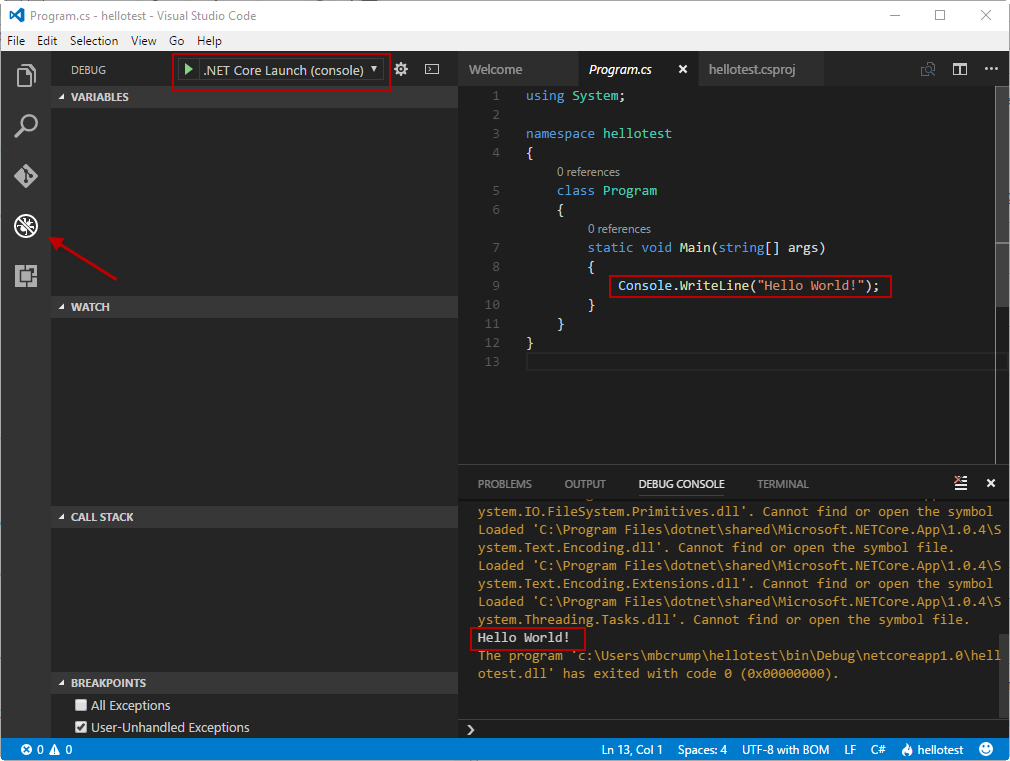 Program.cs - hellotest - Visual Studio Code
File Edit Selection View Go Help
DEBUG
.NET Core Launch (console)
VARIABLES
WATCH
CALL STACK
BREAKPOINTS
All Exceptions
User-Unhandled Exceptions
Welcome Program.cs hellotest.csproj
1 using System;
2
3 namespace hellotest
4 {
0 references
5 class Program
6 {
0 references
7 static void Main(string[] args)
8 {
9 Console.WriteLine("Hello World!");
10 }
11 }
12 }
13
PROBLEMS OUTPUT DEBUG CONSOLE TERMINAL
ystem.IO.FileSystem.Primitives.dll'. Cannot find or open the symbol
Loaded 'C:\Program Files\dotnet\shared\Microsoft.NETCore.App\1.0.4\S
ystem.Text.Encoding.dll'. Cannot find or open the symbol file.
Loaded 'C:\Program Files\dotnet\shared\Microsoft.NETCore.App\1.0.4\S
ystem.Text.Encoding.Extensions.dll'. Cannot find or open the symbol
Loaded 'C:\Program Files\dotnet\shared\Microsoft.NETCore.App\1.0.4\S
ystem.Threading.Tasks.dll'. Cannot find or open the symbol file.
Hello World!
The program 'c:\Users\mbcrump\hellotest\bin\Debug\netcoreapp1.0\hell
otest.dll' has exited with code 0 (0x00000000).
0 0 Ln 13, Col 1 Spaces: 4 UTF-8 with BOM LF C# hellotest